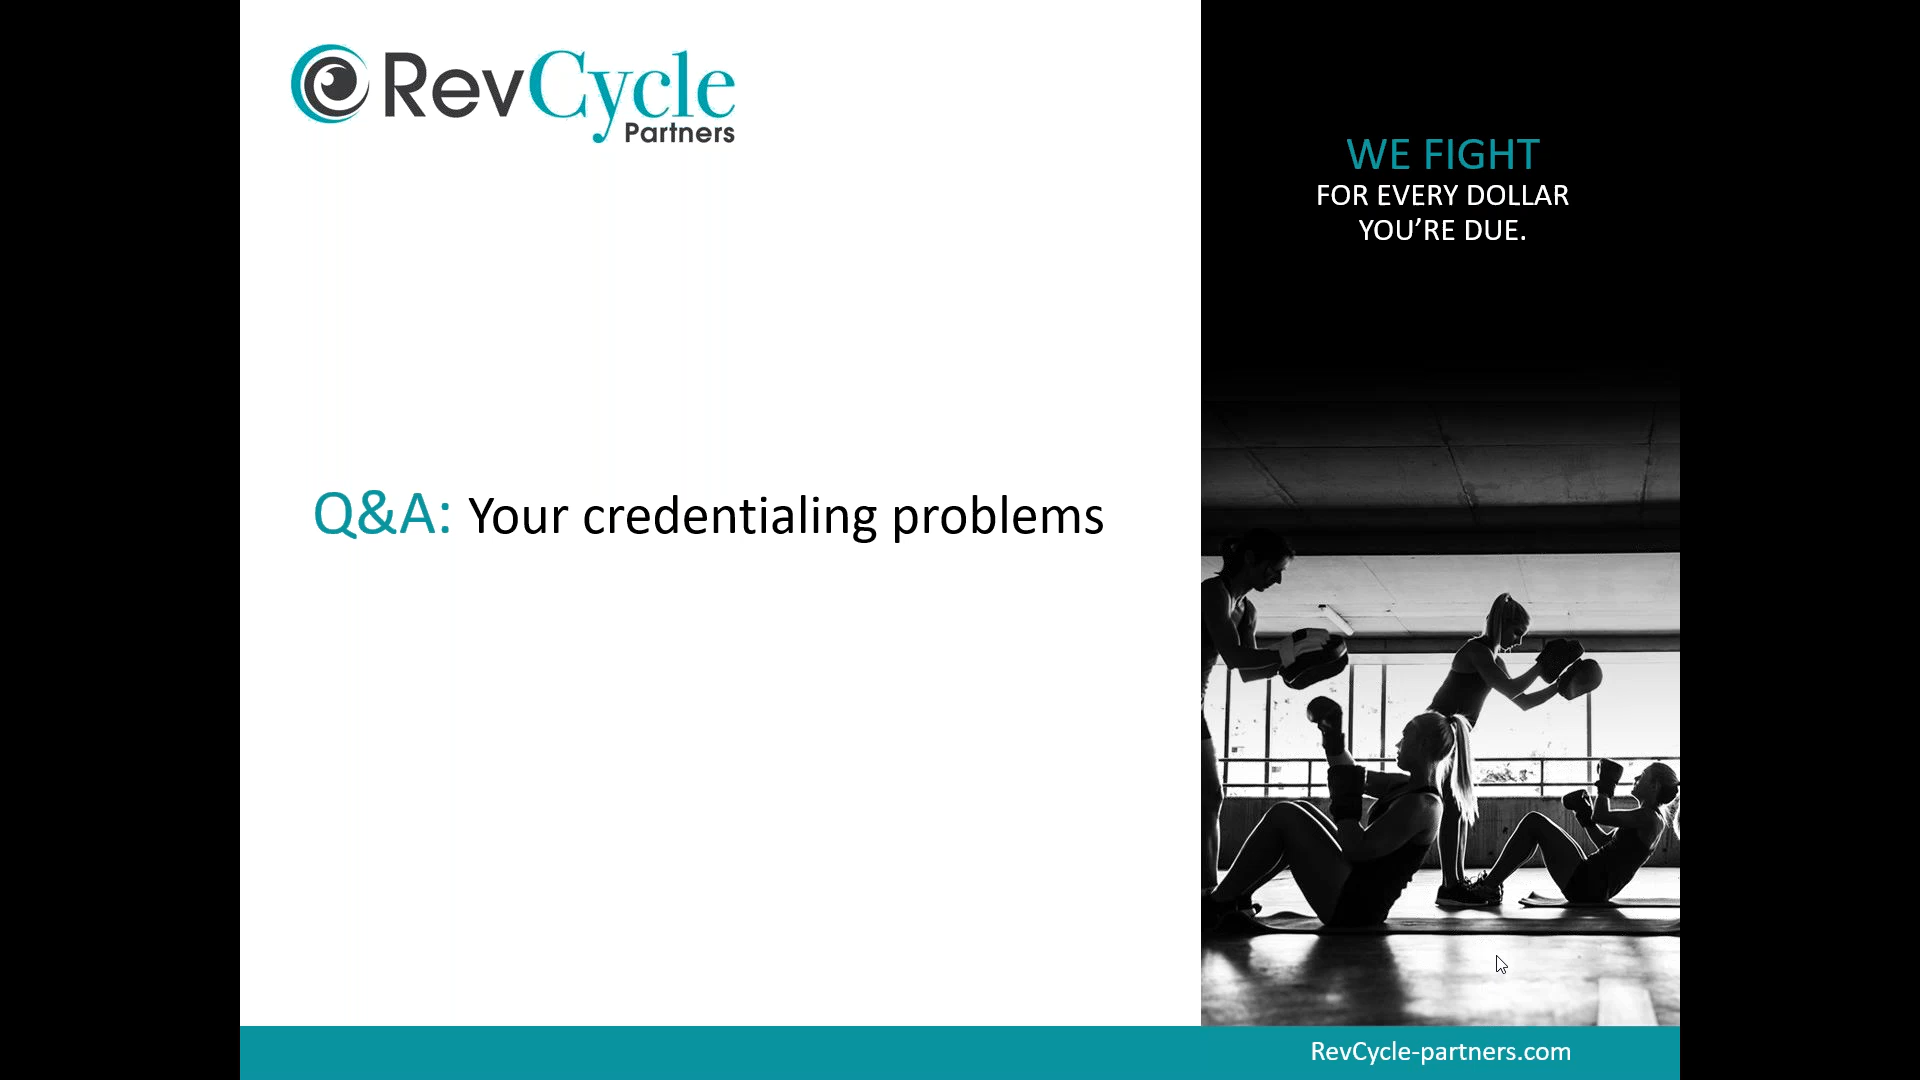 RevCycle
Partners
WE FIGHT
FOR EVERY DOLLAR
YOU’RE DUE.
Q&A: Your credentialing problems
RevCycle-partners.com